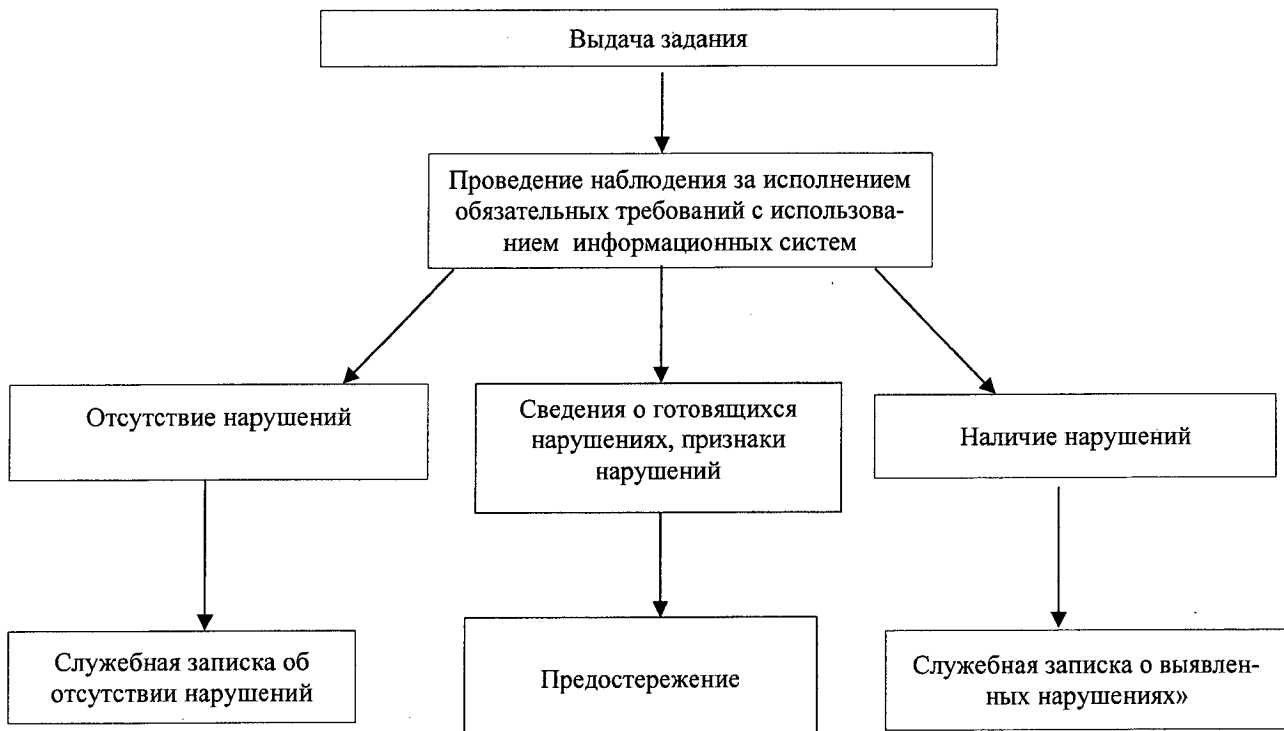 Выдача задания
Проведение наблюдения за исполнением
обязательных требований с использова-
нием информационных систем
Отсутствие нарушений
Сведения о готовящихся
нарушениях, признаки
нарушений
Наличие нарушений
Служебная записка об
отсутствии нарушений
Предостережение
Служебная записка о выявлен-
ных нарушениях»